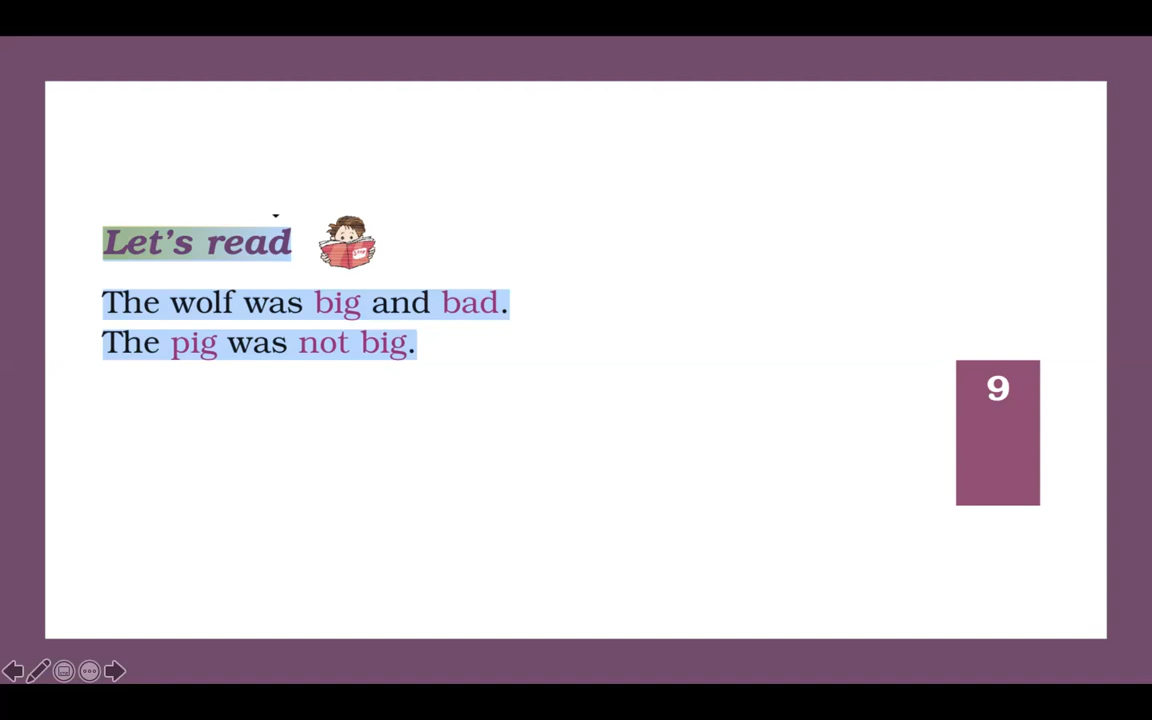 Let's read
The wolf was big and bad.
The pig was not big.
9